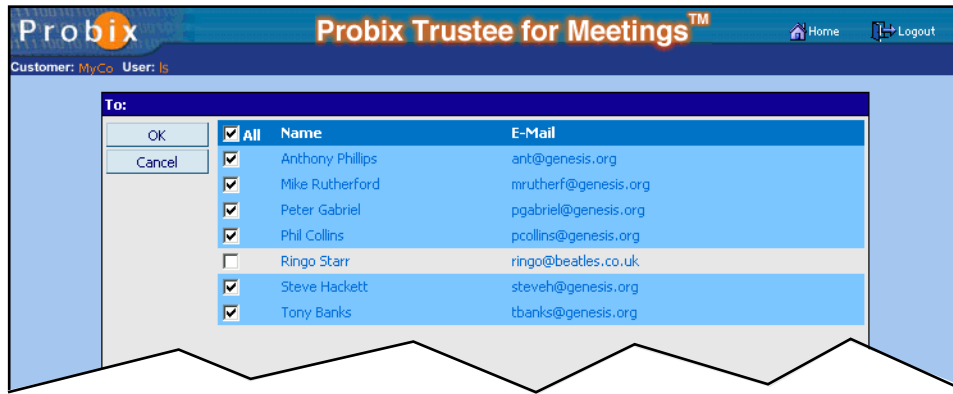 Probix Probix Trustee for Meetings™ Home Logout
Customer: MyCo User: ls
To:
OK All Name E-Mail
Cancel Anthony Phillips ant@genesis.org
Mike Rutherford mrutherf@genesis.org
Peter Gabriel pgabriel@genesis.org
Phil Collins pcollins@genesis.org
Ringo Starr ringo@beatles.co.uk
Steve Hackett steveh@genesis.org
Tony Banks tbanks@genesis.org